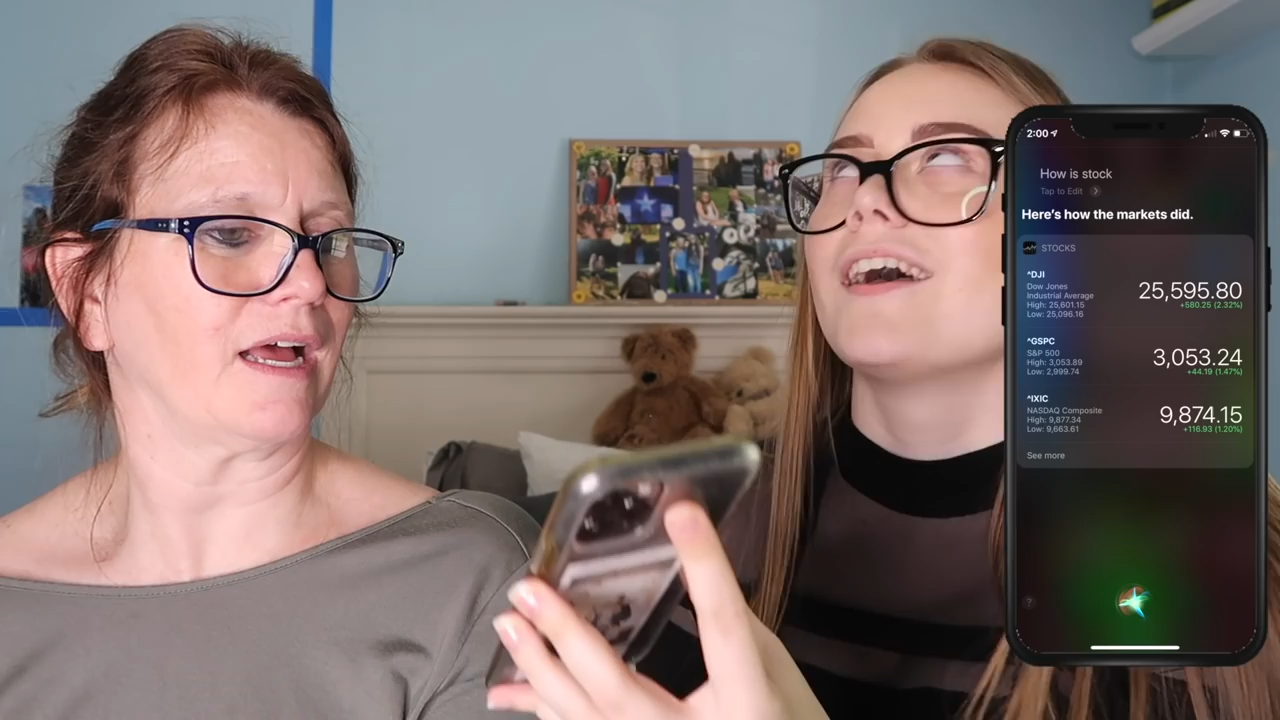 2:00
How is stock
Tap to Edit
Here's how the markets did.
STOCKS
^DJI
Dow Jones
Industrial Average
High: 25,601.15
Low: 25,096.16
25,595.80
+580.25 (2.32%)
^GSPC
S&P 500
High: 3,053.89
Low: 2,999.74
3,053.24
+44.19 (1.47%)
^IXIC
NASDAQ Composite
High: 9,877.34
Low: 9,663.61
9,874.15
+116.93 (1.20%)
See more
?